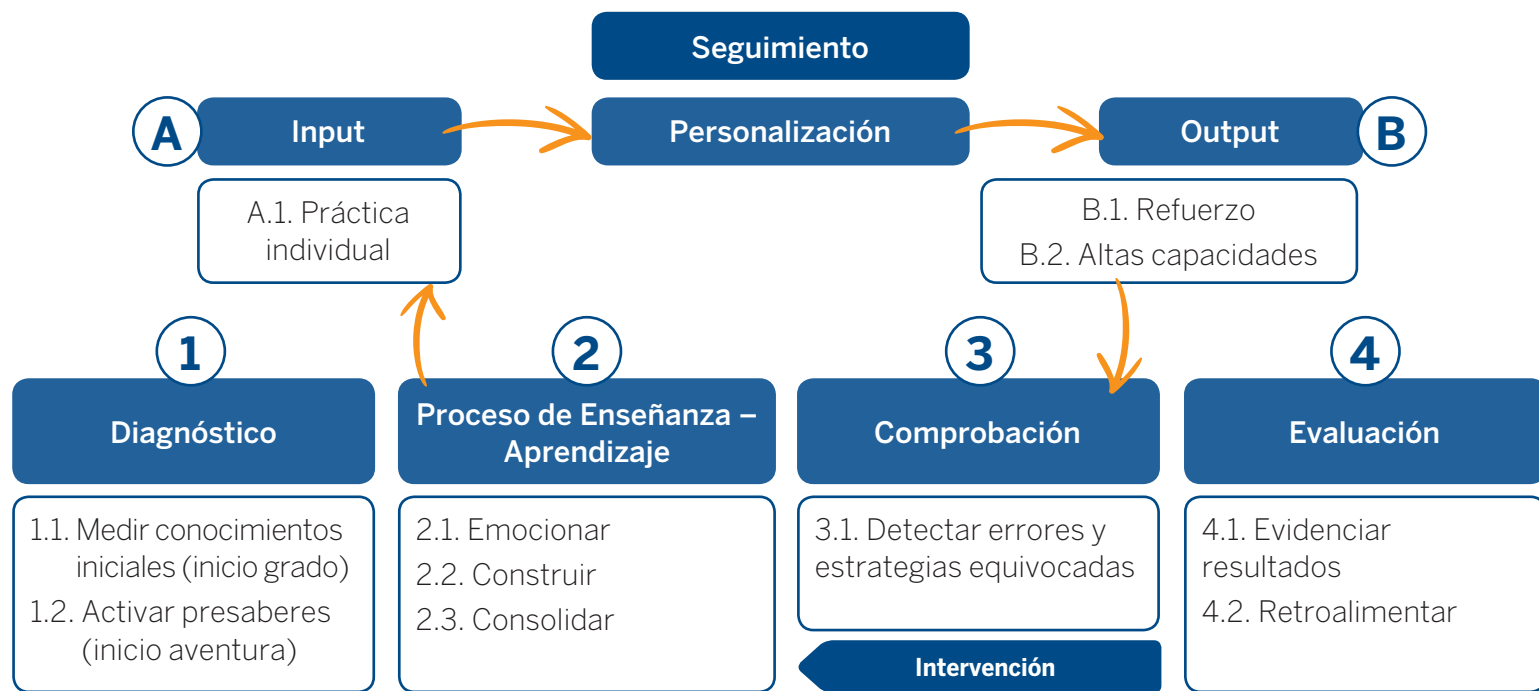 Seguimiento
A
Input
Personalización
Output
B
A.1. Práctica
individual
B.1. Refuerzo
B.2. Altas capacidades
1
2
3
4
Diagnóstico
Proceso de Enseñanza –
Aprendizaje
Comprobación
Evaluación
1.1. Medir conocimientos
iniciales (inicio grado)
1.2. Activar presaberes
(inicio aventura)
2.1. Emocionar
2.2. Construir
2.3. Consolidar
3.1. Detectar errores y
estrategias equivocadas
Intervención
4.1. Evidenciar
resultados
4.2. Retroalimentar